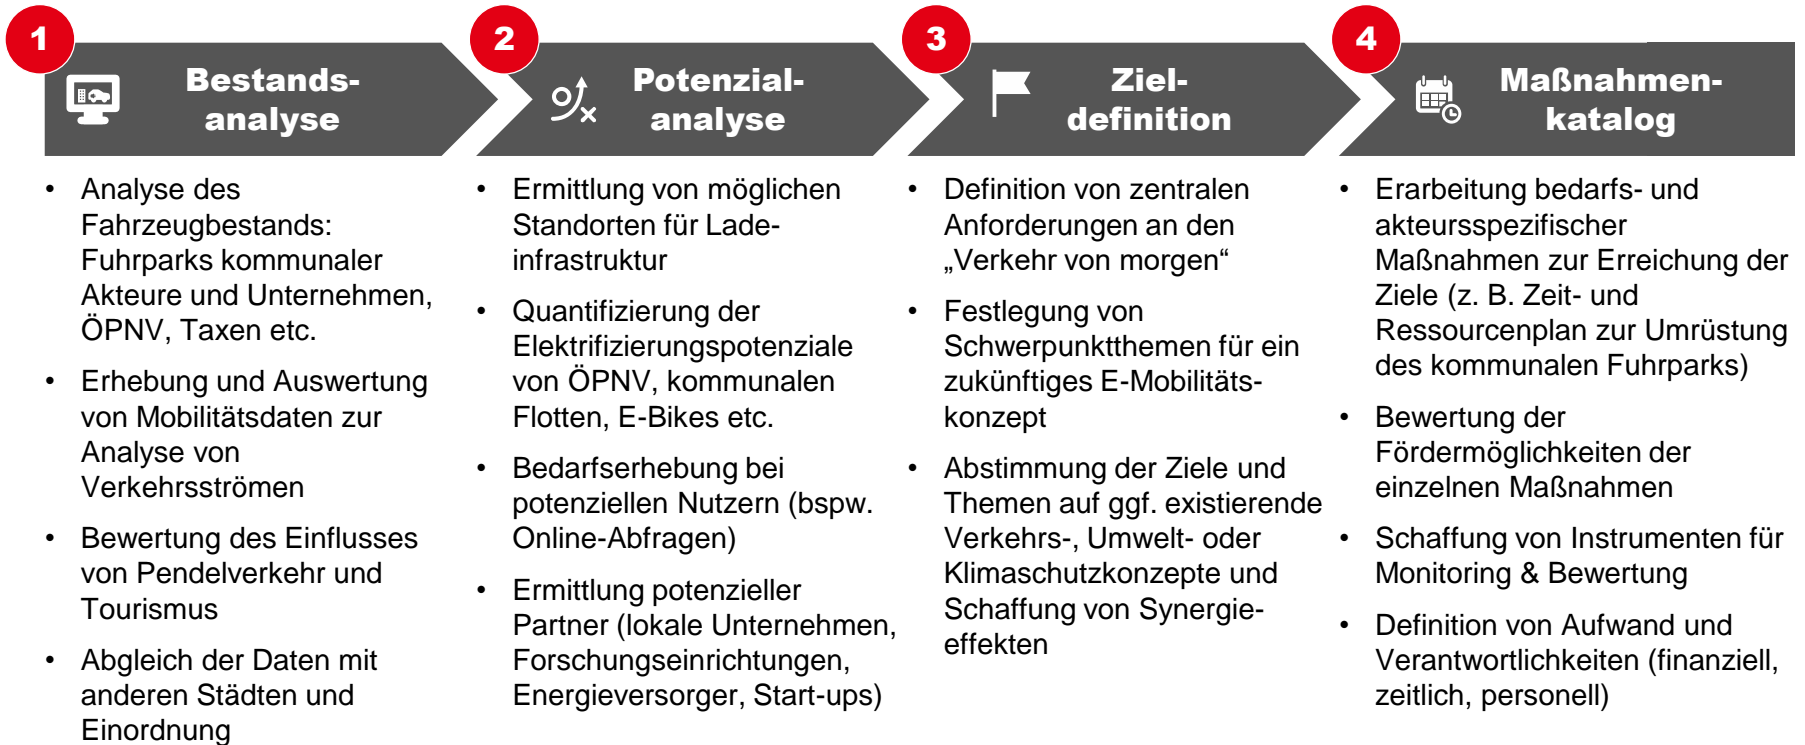 1
Bestands-
analyse
• Analyse des
Fahrzeugbestands:
Fuhrparks kommunaler
Akteure und Unternehmen,
ÖPNV, Taxen etc.
• Erhebung und Auswertung
von Mobilitätsdaten zur
Analyse von
Verkehrsströmen
• Bewertung des Einflusses
von Pendelverkehr und
Tourismus
• Abgleich der Daten mit
anderen Städten und
Einordnung
2
Potenzial-
analyse
• Ermittlung von möglichen
Standorten für Lade-
infrastruktur
• Quantifizierung der
Elektrifizierungspotenziale
von ÖPNV, kommunalen
Flotten, E-Bikes etc.
• Bedarfserhebung bei
potenziellen Nutzern (bspw.
Online-Abfragen)
• Ermittlung potenzieller
Partner (lokale Unternehmen,
Forschungseinrichtungen,
Energieversorger, Start-ups)
3
Ziel-
definition
• Definition von zentralen
Anforderungen an den
„Verkehr von morgen“
• Festlegung von
Schwerpunktthemen für ein
zukünftiges E-Mobilitäts-
konzept
• Abstimmung der Ziele und
Themen auf ggf. existierende
Verkehrs-, Umwelt- oder
Klimaschutzkonzepte und
Schaffung von Synergie-
effekten
4
Maßnahmen-
katalog
• Erarbeitung bedarfs- und
akteursspezifischer
Maßnahmen zur Erreichung der
Ziele (z. B. Zeit- und
Ressourcenplan zur Umrüstung
des kommunalen Fuhrparks)
• Bewertung der
Fördermöglichkeiten der
einzelnen Maßnahmen
• Schaffung von Instrumenten für
Monitoring & Bewertung
• Definition von Aufwand und
Verantwortlichkeiten (finanziell,
zeitlich, personell)